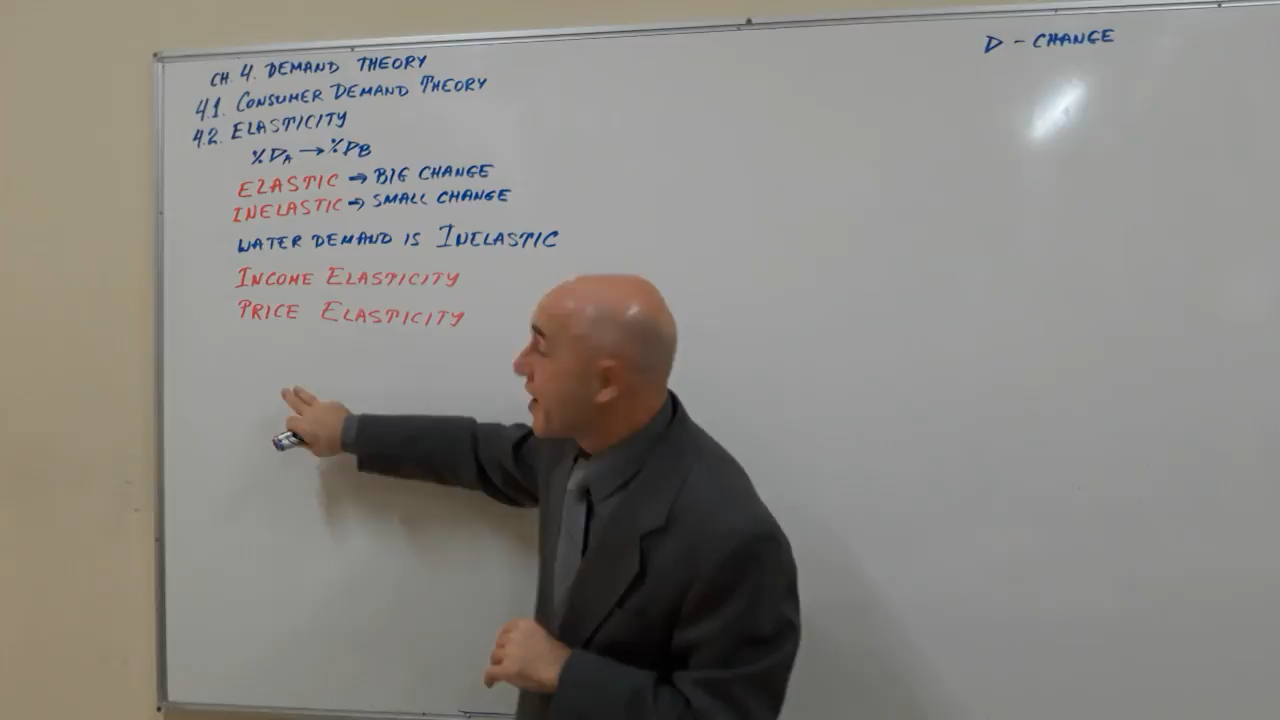 CH. 4. DEMAND THEORY
4.1. CONSUMER DEMAND THEORY
4.2. ELASTICITY
%DA → %DB
ELASTIC → BIG CHANGE
INELASTIC → SMALL CHANGE
WATER DEMAND IS INELASTIC
INCOME ELASTICITY
PRICE ELASTICITY
D - CHANGE